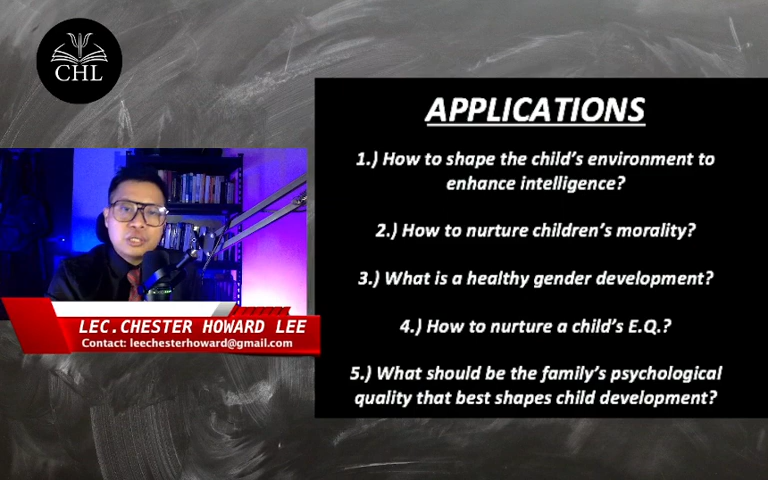 CHL
APPLICATIONS
1.) How to shape the child's environment to
enhance intelligence?
2.) How to nurture children's morality?
3.) What is a healthy gender development?
4.) How to nurture a child's E.Q.?
5.) What should be the family's psychological
quality that best shapes child development?
LEC.CHESTER HOWARD LEE
Contact: leechesterhoward@gmail.com